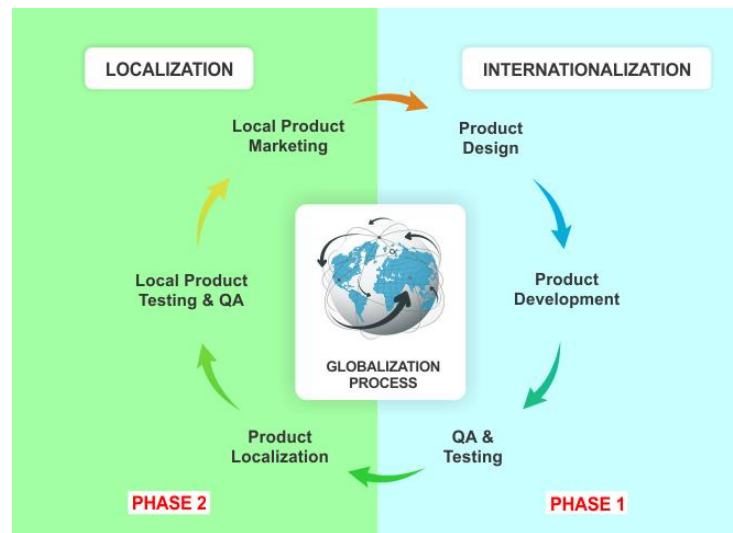 LOCALIZATION
INTERNATIONALIZATION
Local Product
Marketing
Product
Design
Local Product
Testing & QA
Product
Development
GLOBALIZATION
PROCESS
Product
Localization
QA &
Testing
PHASE 2
PHASE 1